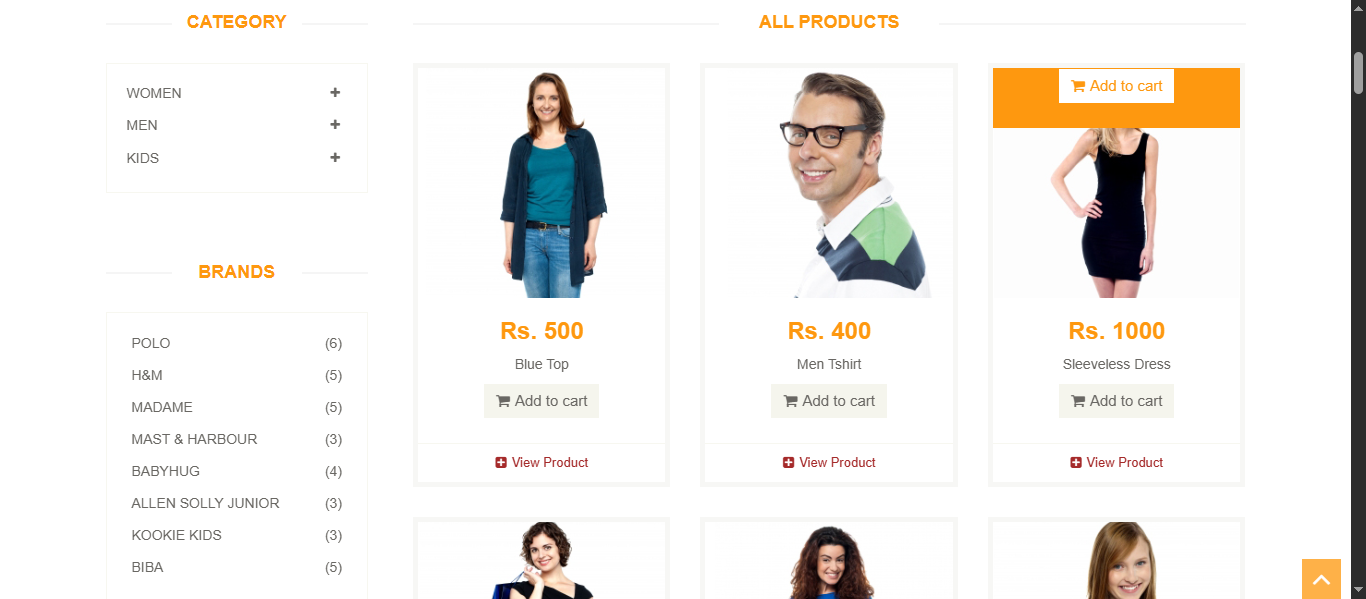 CATEGORY
WOMEN
MEN
KIDS
BRANDS
POLO (6)
H&M (5)
MADAME (5)
MAST & HARBOUR (3)
BABYHUG (4)
ALLEN SOLLY JUNIOR (3)
KOOKIE KIDS (3)
BIBA (5)
ALL PRODUCTS
Rs. 500
Blue Top
Add to cart
View Product
Rs. 400
Men Tshirt
Add to cart
View Product
Add to cart
Rs. 1000
Sleeveless Dress
Add to cart
View Product